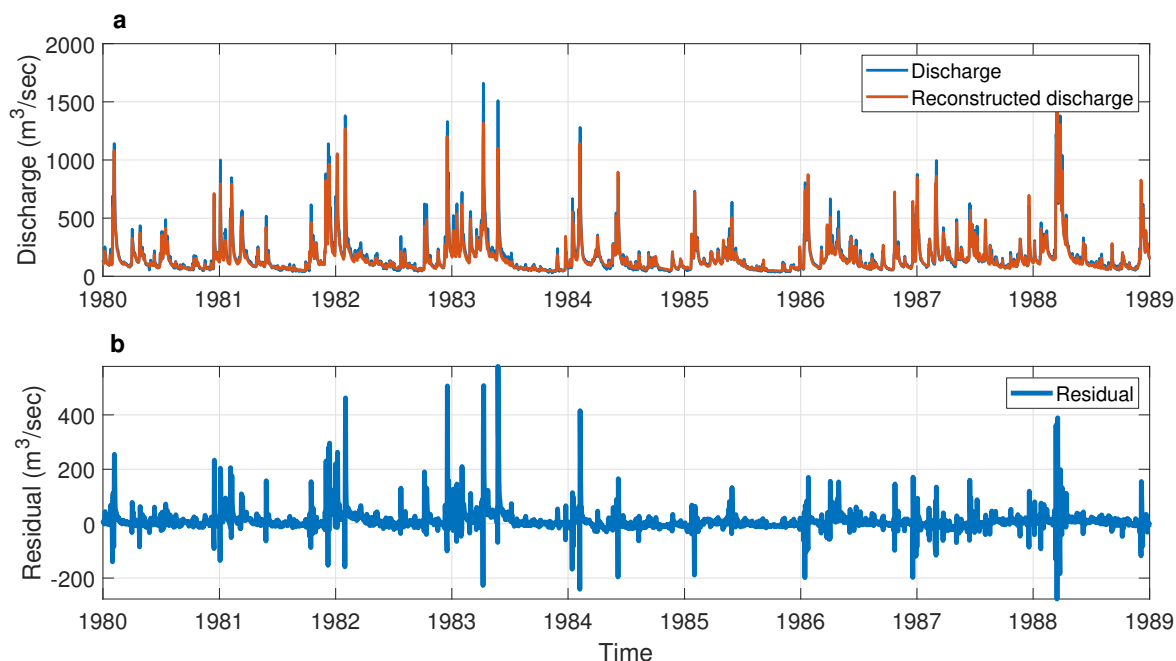 a
2000
1500
1000
500
0
Discharge (m³/sec)
Discharge
Reconstructed discharge
1980 1981 1982 1983 1984 1985 1986 1987 1988 1989
b
400
200
0
-200
Residual (m³/sec)
Residual
1980 1981 1982 1983 1984 1985 1986 1987 1988 1989
Time